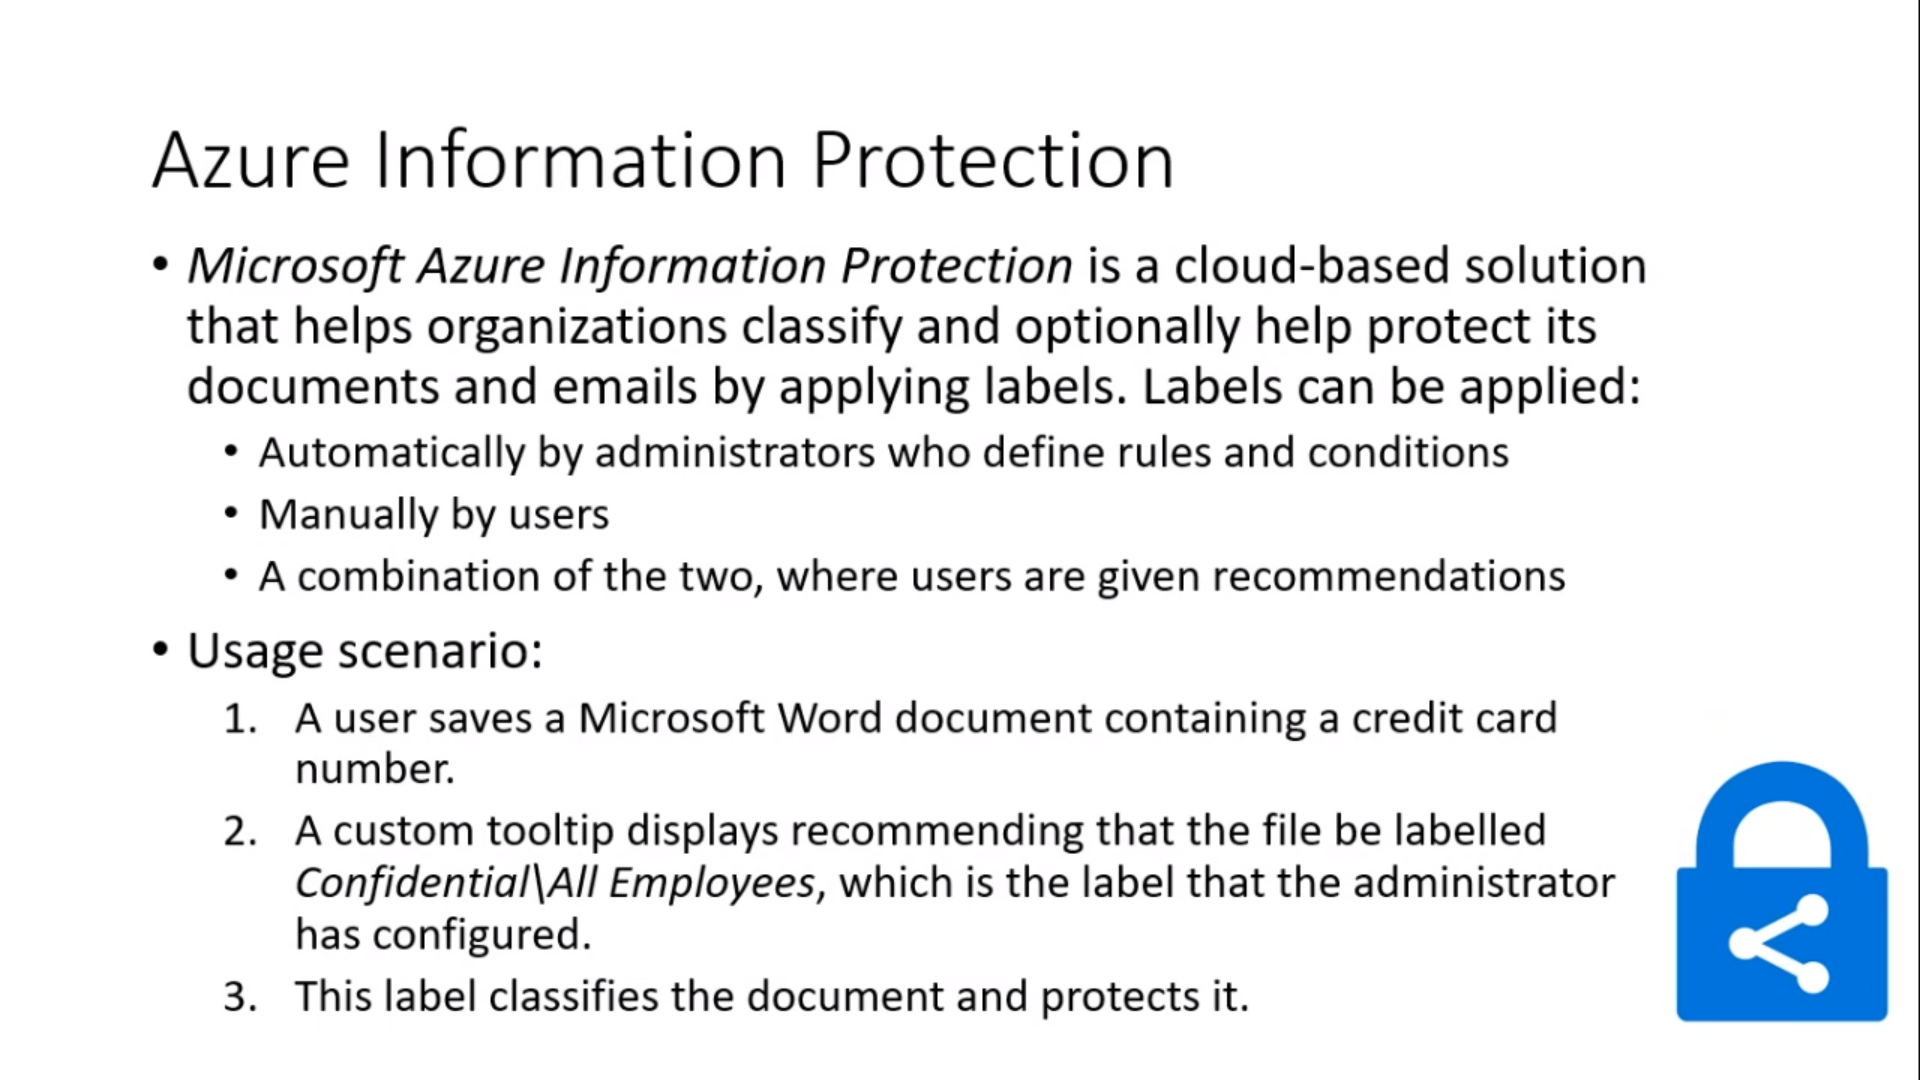 Azure Information Protection
• Microsoft Azure Information Protection is a cloud-based solution
that helps organizations classify and optionally help protect its
documents and emails by applying labels. Labels can be applied:
• Automatically by administrators who define rules and conditions
• Manually by users
• A combination of the two, where users are given recommendations
• Usage scenario:
1. A user saves a Microsoft Word document containing a credit card
number.
2. A custom tooltip displays recommending that the file be labelled
Confidential\All Employees, which is the label that the administrator
has configured.
3. This label classifies the document and protects it.